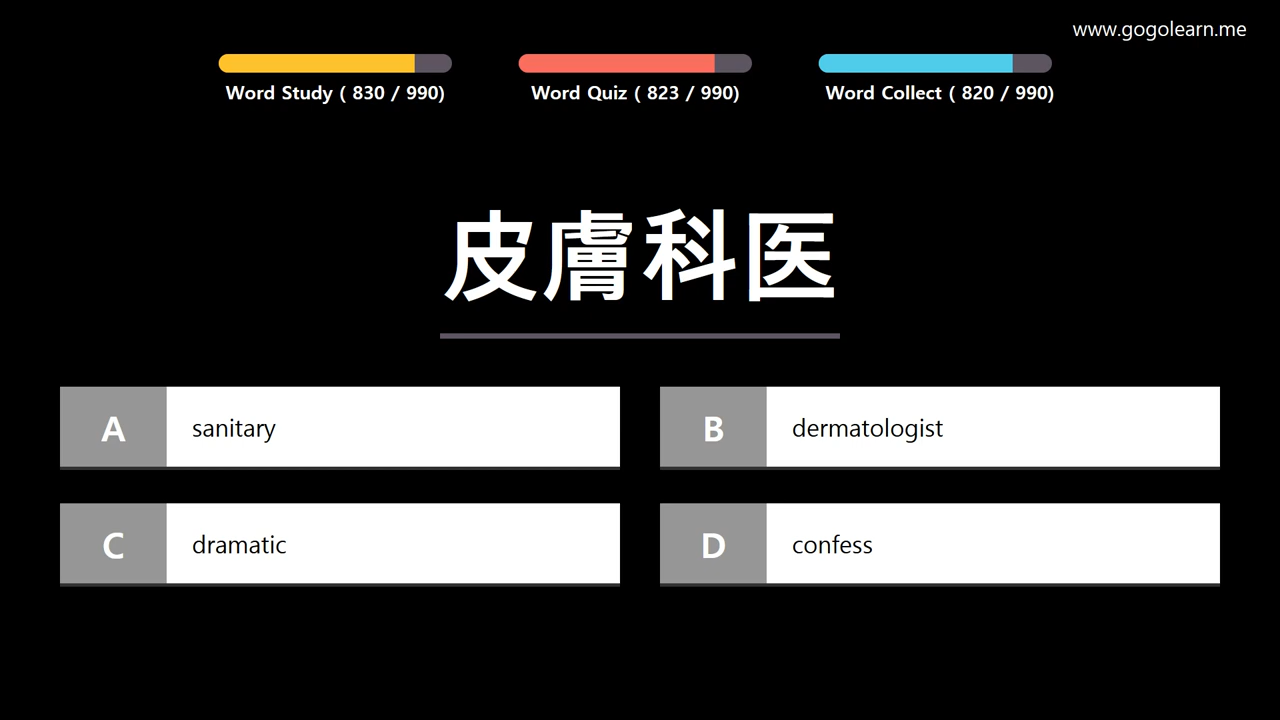 www.gogolearn.me
Word Study ( 830 / 990)
Word Quiz ( 823 / 990)
Word Collect ( 820 / 990)
皮膚科医
A sanitary
B dermatologist
C dramatic
D confess